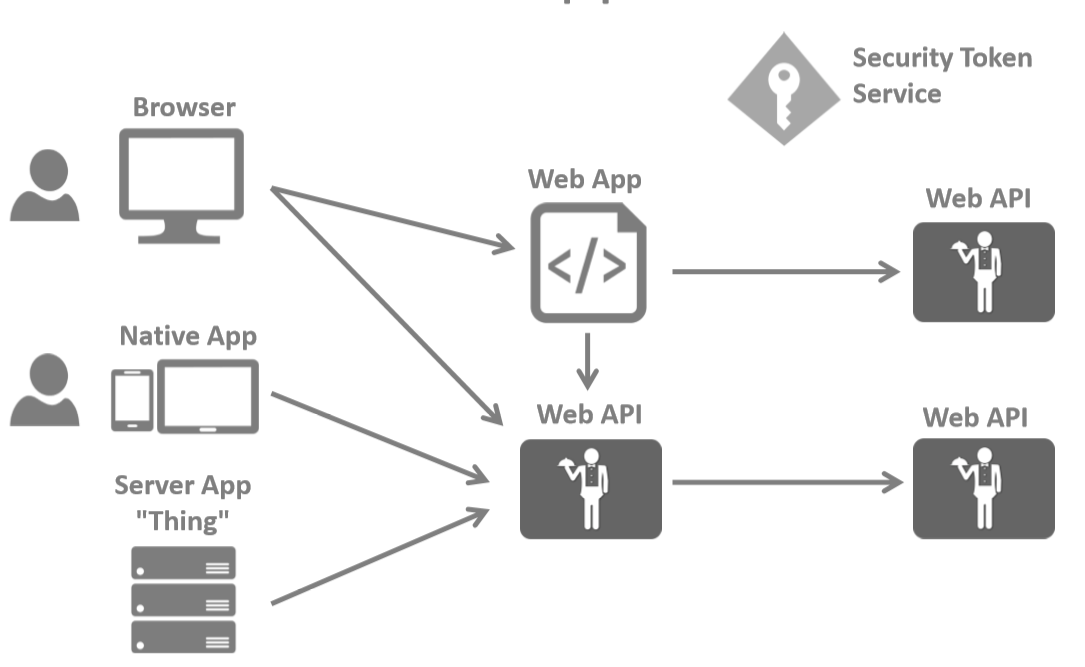 Security Token
Service
Browser
Web App
Web API
</>
Native App
Web API
Web API
Server App
"Thing"